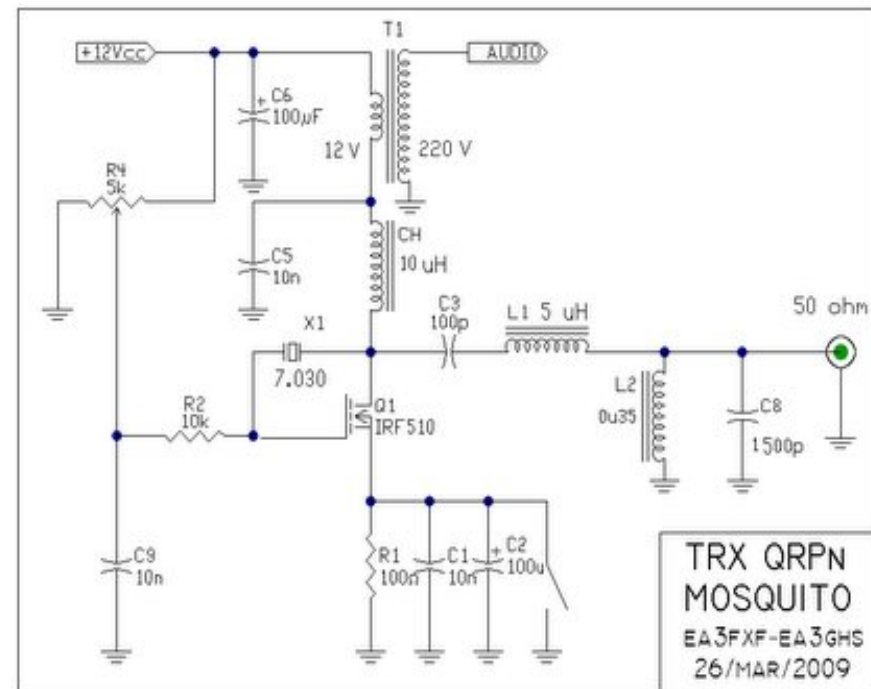 T1
+12Vcc
AUDIO
C6
100µF
12 V
220 V
R4
5k
CH
10 uH
C5
10n
C3
100p
L1 5 uH
50 ohm
X1
7.030
L2
0u35
C8
1500p
R2
10k
Q1
IRF510
C9
10n
R1
100Ω
C1
10n
C2
100u
TRX QRPN
MOSQUITO
EA3FXF-EA3GHS
26/MAR/2009